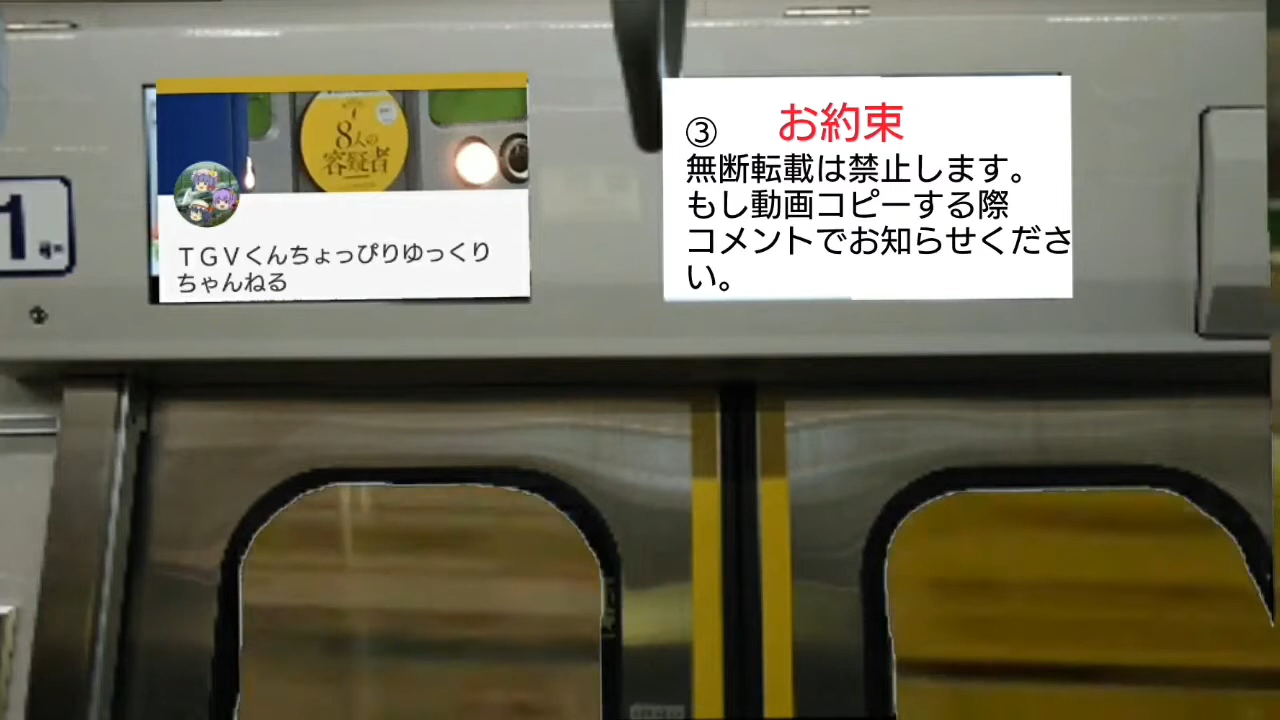 1
8人の
容疑者
TGVくんちょっぴりゆっくり
ちゃんねる
③ お約束
無断転載は禁止します。
もし動画コピーする際
コメントでお知らせくださ
い。